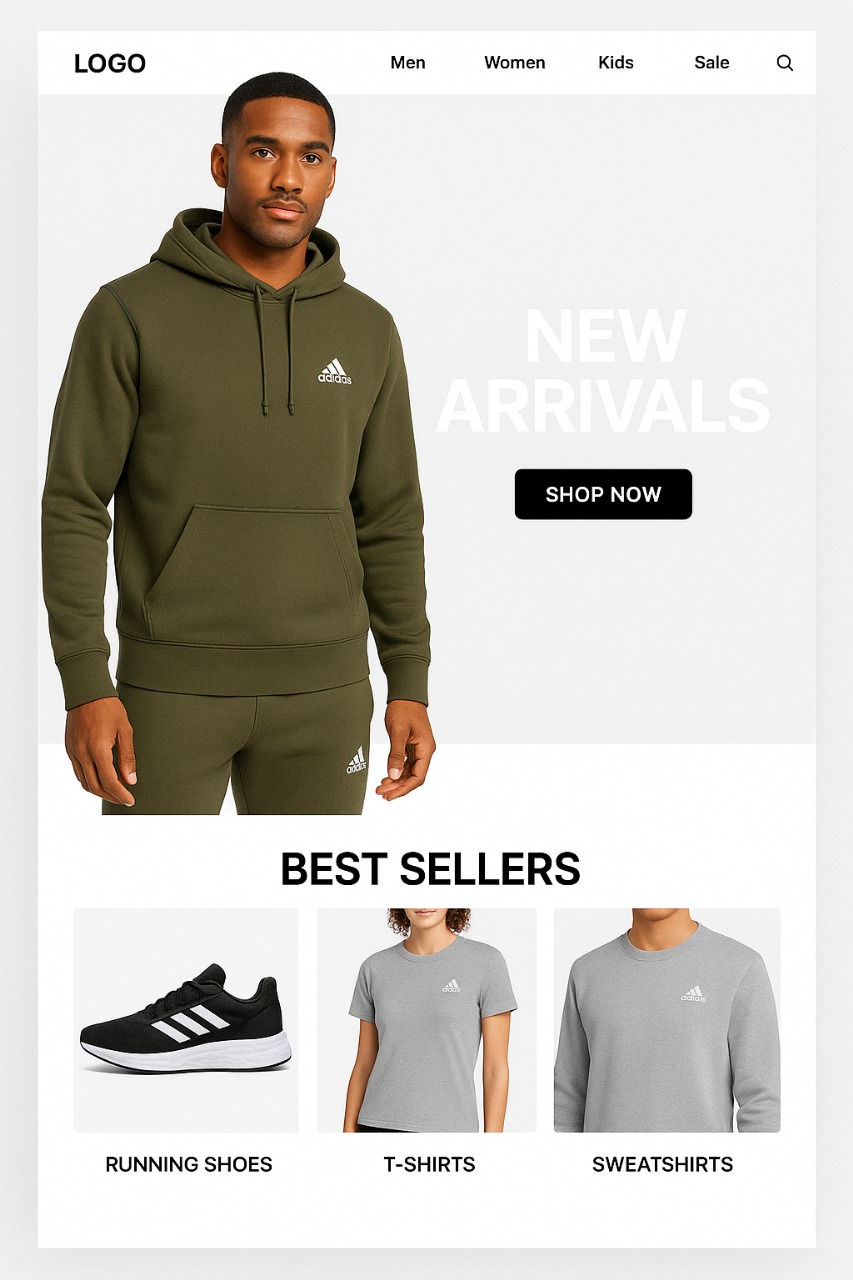 LOGO
Men Women Kids Sale
NEW
ARRIVALS
adidas
SHOP NOW
adidas
BEST SELLERS
adidas
adidas
RUNNING SHOES T-SHIRTS SWEATSHIRTS